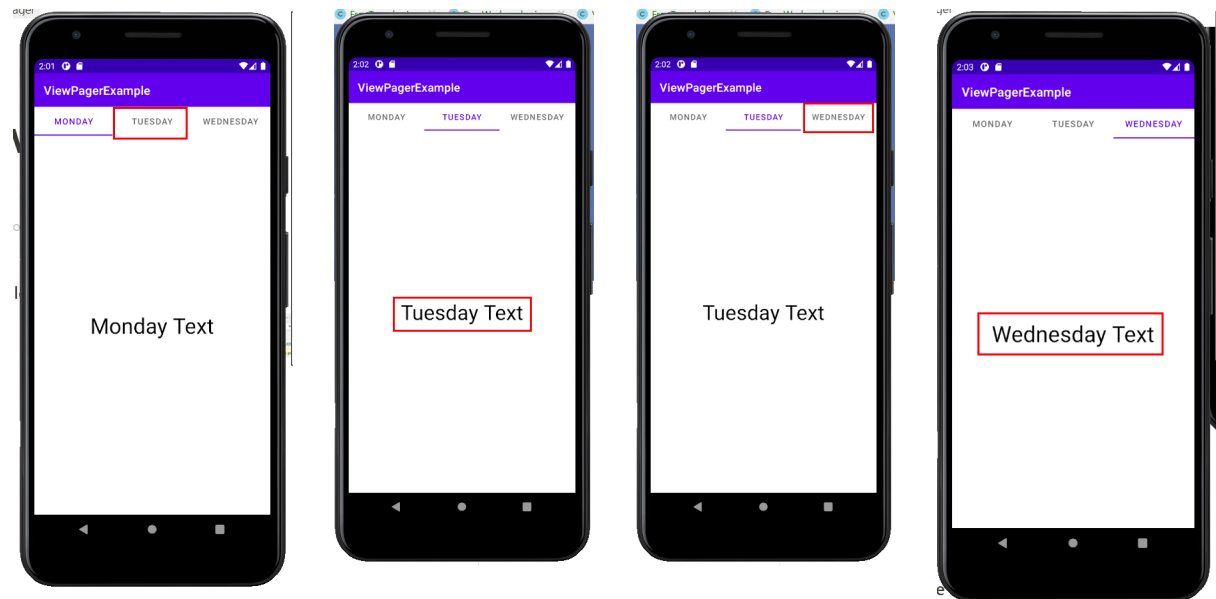 2:01
ViewPagerExample
MONDAY TUESDAY WEDNESDAY
Monday Text
2:02
ViewPagerExample
MONDAY TUESDAY WEDNESDAY
Tuesday Text
2:02
ViewPagerExample
MONDAY TUESDAY WEDNESDAY
Tuesday Text
2:03
ViewPagerExample
MONDAY TUESDAY WEDNESDAY
Wednesday Text